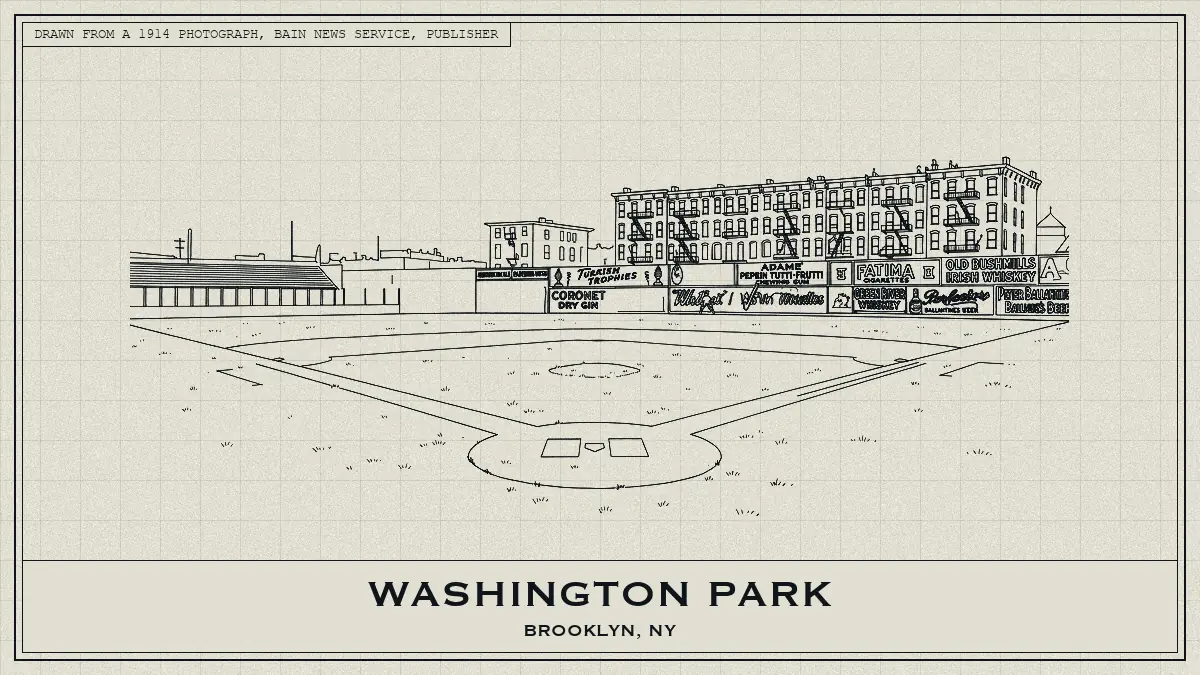 DRAWN FROM A 1914 PHOTOGRAPH, BAIN NEWS SERVICE, PUBLISHER
TURKISH
TROPHIES
ADAMS'
PEPSIN TUTTI-FRUTTI
CHEWING GUM
FATIMA
CIGARETTES
OLD BUSHMILLS
IRISH WHISKEY
CORONET
DRY GIN
GREEN RIVER
WHISKEY
BALLANTINES BEER
PETER BALLANTINE
WASHINGTON PARK
BROOKLYN, NY